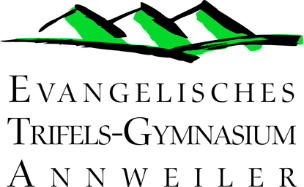 EVANGELISCHES
TRIFELS-GYMNASIUM
ANNWEILER